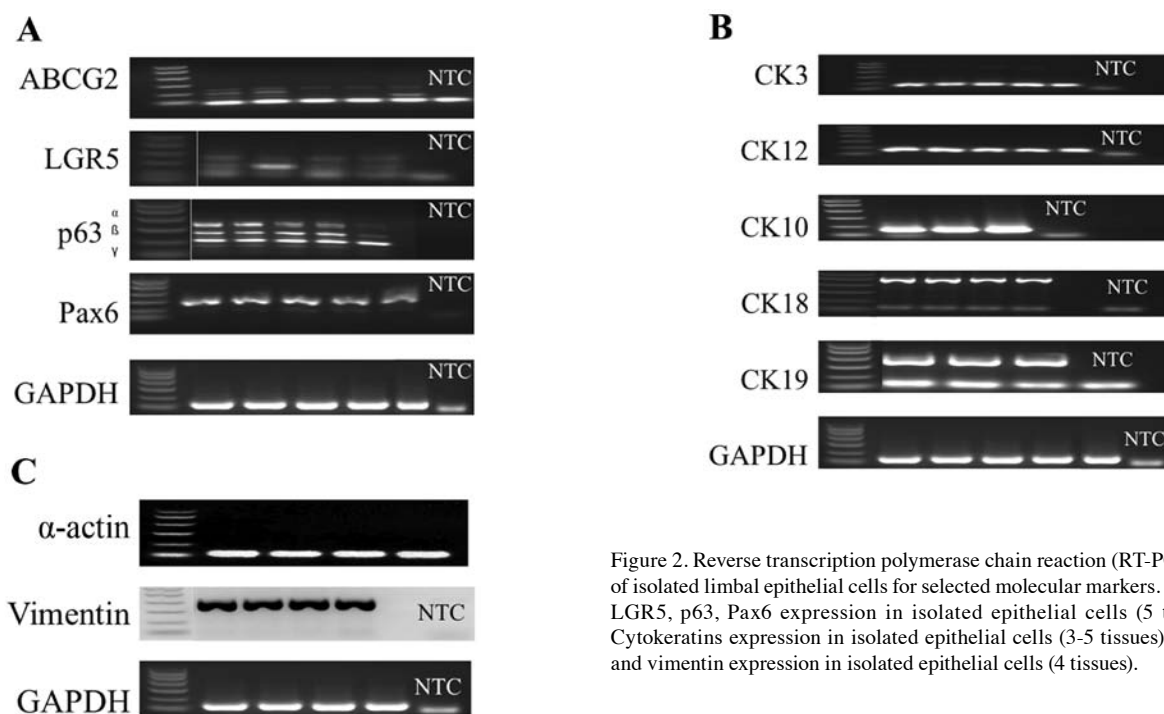 A
ABCG2 NTC
LGR5 NTC
p63 α ß γ NTC
Pax6 NTC
GAPDH NTC
B
CK3 NTC
CK12 NTC
CK10 NTC
CK18 NTC
CK19 NTC
GAPDH NTC
C
α-actin
Vimentin NTC
GAPDH NTC
Figure 2. Reverse transcription polymerase chain reaction (RT-P
of isolated limbal epithelial cells for selected molecular markers.
LGR5, p63, Pax6 expression in isolated epithelial cells (5 t
Cytokeratins expression in isolated epithelial cells (3-5 tissues)
and vimentin expression in isolated epithelial cells (4 tissues).